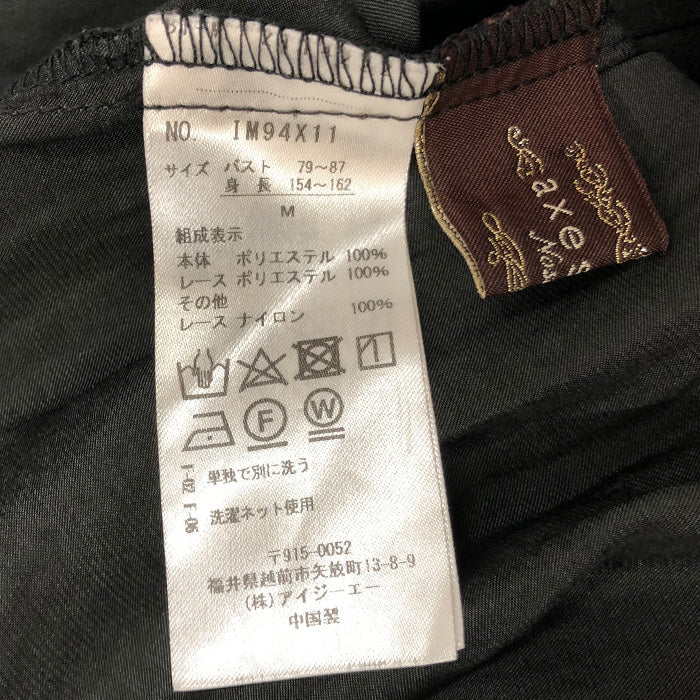 NO. IM94X11
サイズ バスト 79～87
身長 154～162
M
組成表示
本体 ポリエステル 100%
レース ポリエステル 100%
その他
レース ナイロン 100%
F W
1-02 単独で別に洗う
F-06 洗濯ネット使用
〒915-0052
福井県越前市矢放町13-8-9
(株)アイジーエー
中国製
axes